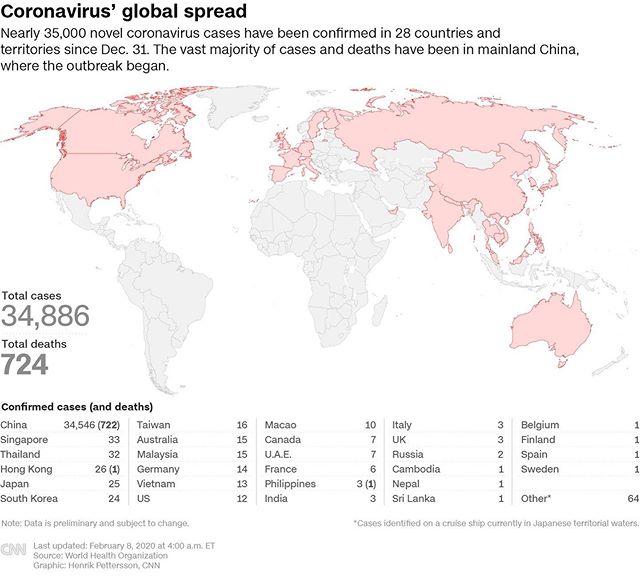 Coronavirus' global spread
Nearly 35,000 novel coronavirus cases have been confirmed in 28 countries and
territories since Dec. 31. The vast majority of cases and deaths have been in mainland China,
where the outbreak began.
Total cases
34,886
Total deaths
724
Confirmed cases (and deaths)
China 34,546 (722)
Singapore 33
Thailand 32
Hong Kong 26 (1)
Japan 25
South Korea 24
Taiwan 16
Australia 15
Malaysia 15
Germany 14
Vietnam 13
US 12
Macao 10
Canada 7
U.A.E. 7
France 6
Philippines 3 (1)
India 3
Italy 3
UK 3
Russia 2
Cambodia 1
Nepal 1
Sri Lanka 1
Belgium 1
Finland 1
Spain 1
Sweden 1
Other* 64
Note: Data is preliminary and subject to change.
*Cases identified on a cruise ship currently in Japanese territorial waters.
CNN
Last updated: February 8, 2020 at 4:00 a.m. ET
Source: World Health Organization
Graphic: Henrik Pettersson, CNN